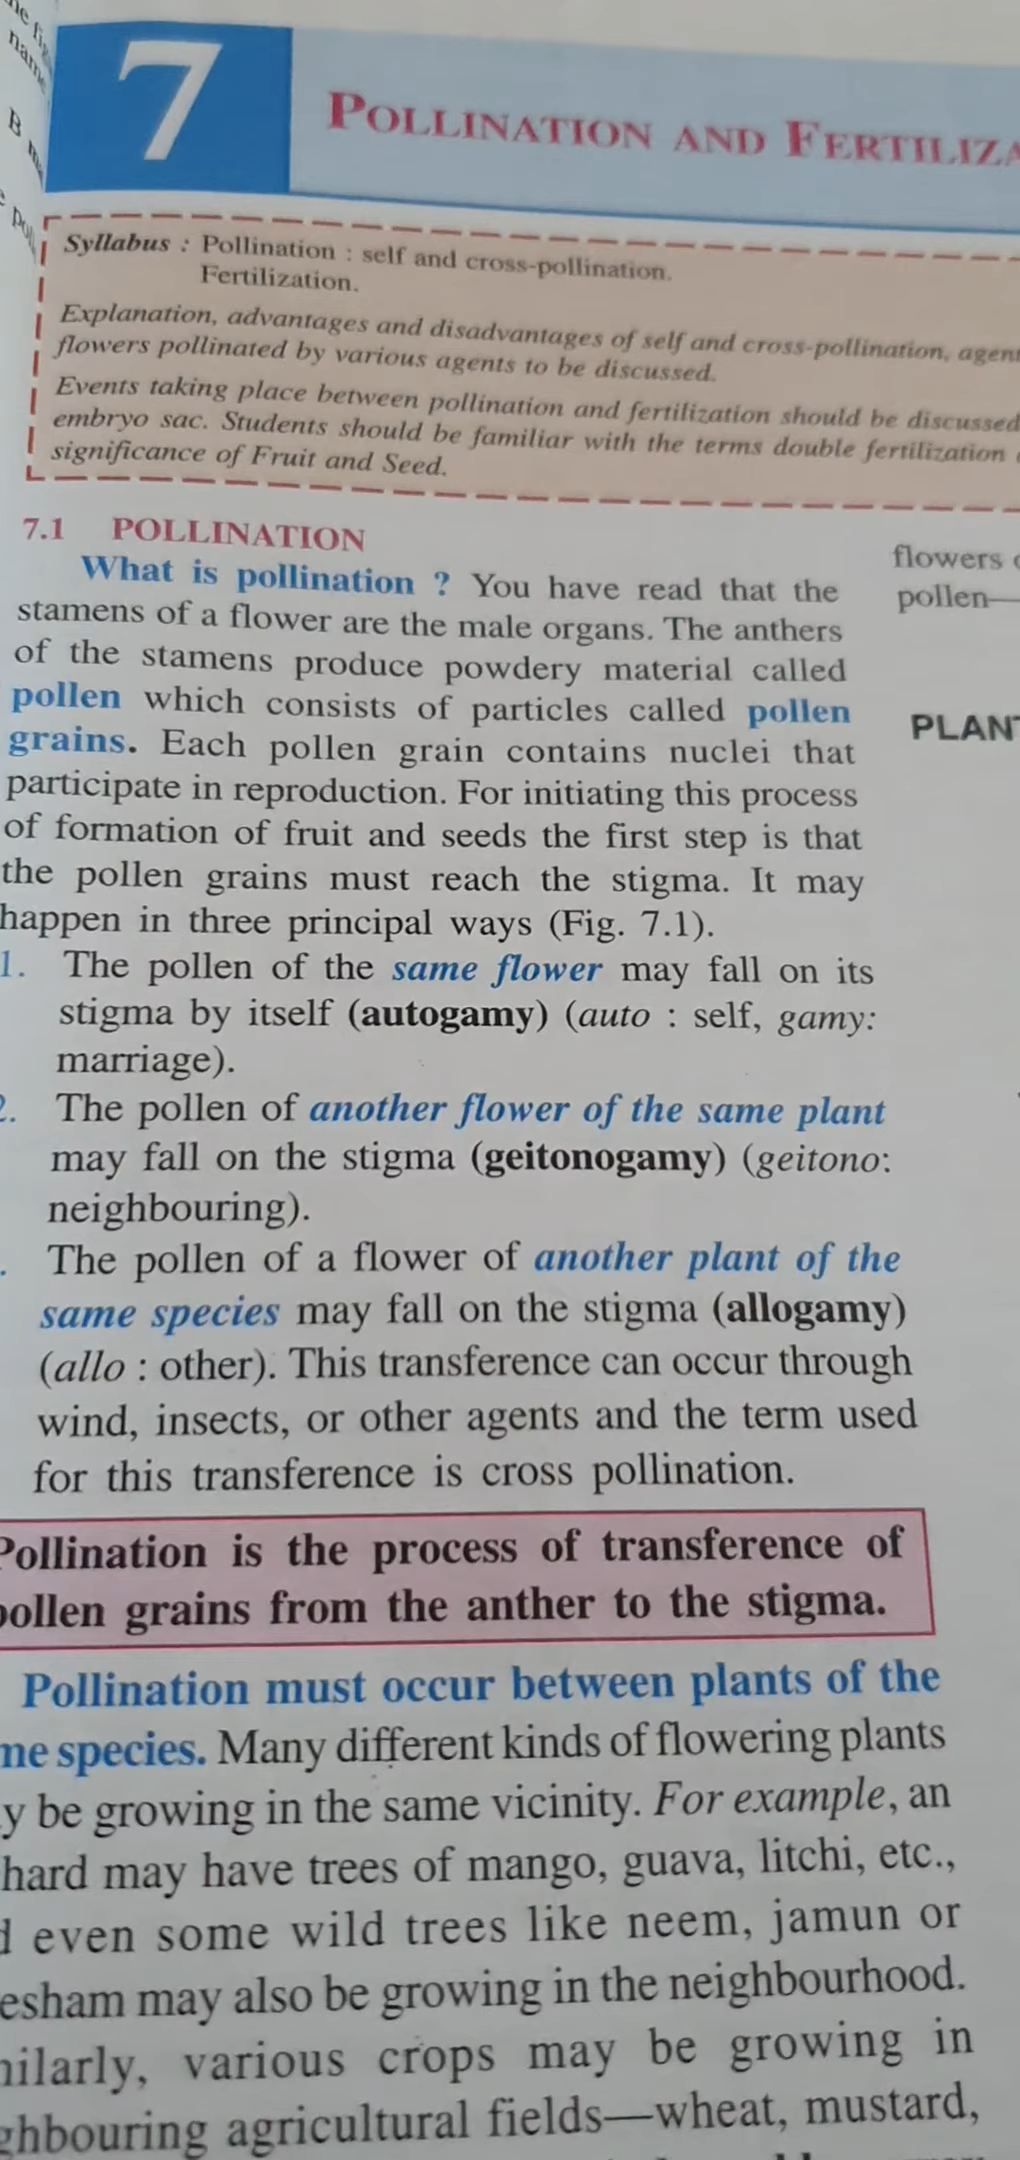 7
POLLINATION AND
Syllabus : Pollination : self and cross-pollination.
Fertilization.
Explanation, advantages and disadvantages of self and cross-pollination,
flowers pollinated by various agents to be discussed.
Events taking place between pollination and fertilization should be discussed
embryo sac. Students should be familiar with the terms double fertilization
significance of Fruit and Seed.
7.1 POLLINATION
What is pollination ? You have read that the
stamens of a flower are the male organs. The anthers
of the stamens produce powdery material called
pollen which consists of particles called pollen
grains. Each pollen grain contains nuclei that
participate in reproduction. For initiating this process
of formation of fruit and seeds the first step is that
the pollen grains must reach the stigma. It may
happen in three principal ways (Fig. 7.1).
1. The pollen of the same flower may fall on its
stigma by itself (autogamy) (auto : self, gamy:
marriage).
2. The pollen of another flower of the same plant
may fall on the stigma (geitonogamy) (geitono:
neighbouring).
The pollen of a flower of another plant of the
same species may fall on the stigma (allogamy)
(allo : other). This transference can occur through
wind, insects, or other agents and the term used
for this transference is cross pollination.
Pollination is the process of transference of
pollen grains from the anther to the stigma.
Pollination must occur between plants of the
species. Many different kinds of flowering plants
be growing in the same vicinity. For example, an
may have trees of mango, guava, litchi, etc.,
even some wild trees like neem, jamun or
may also be growing in the neighbourhood.
various crops may be growing in
agricultural fields—wheat, mustard,
flowers
pollen—